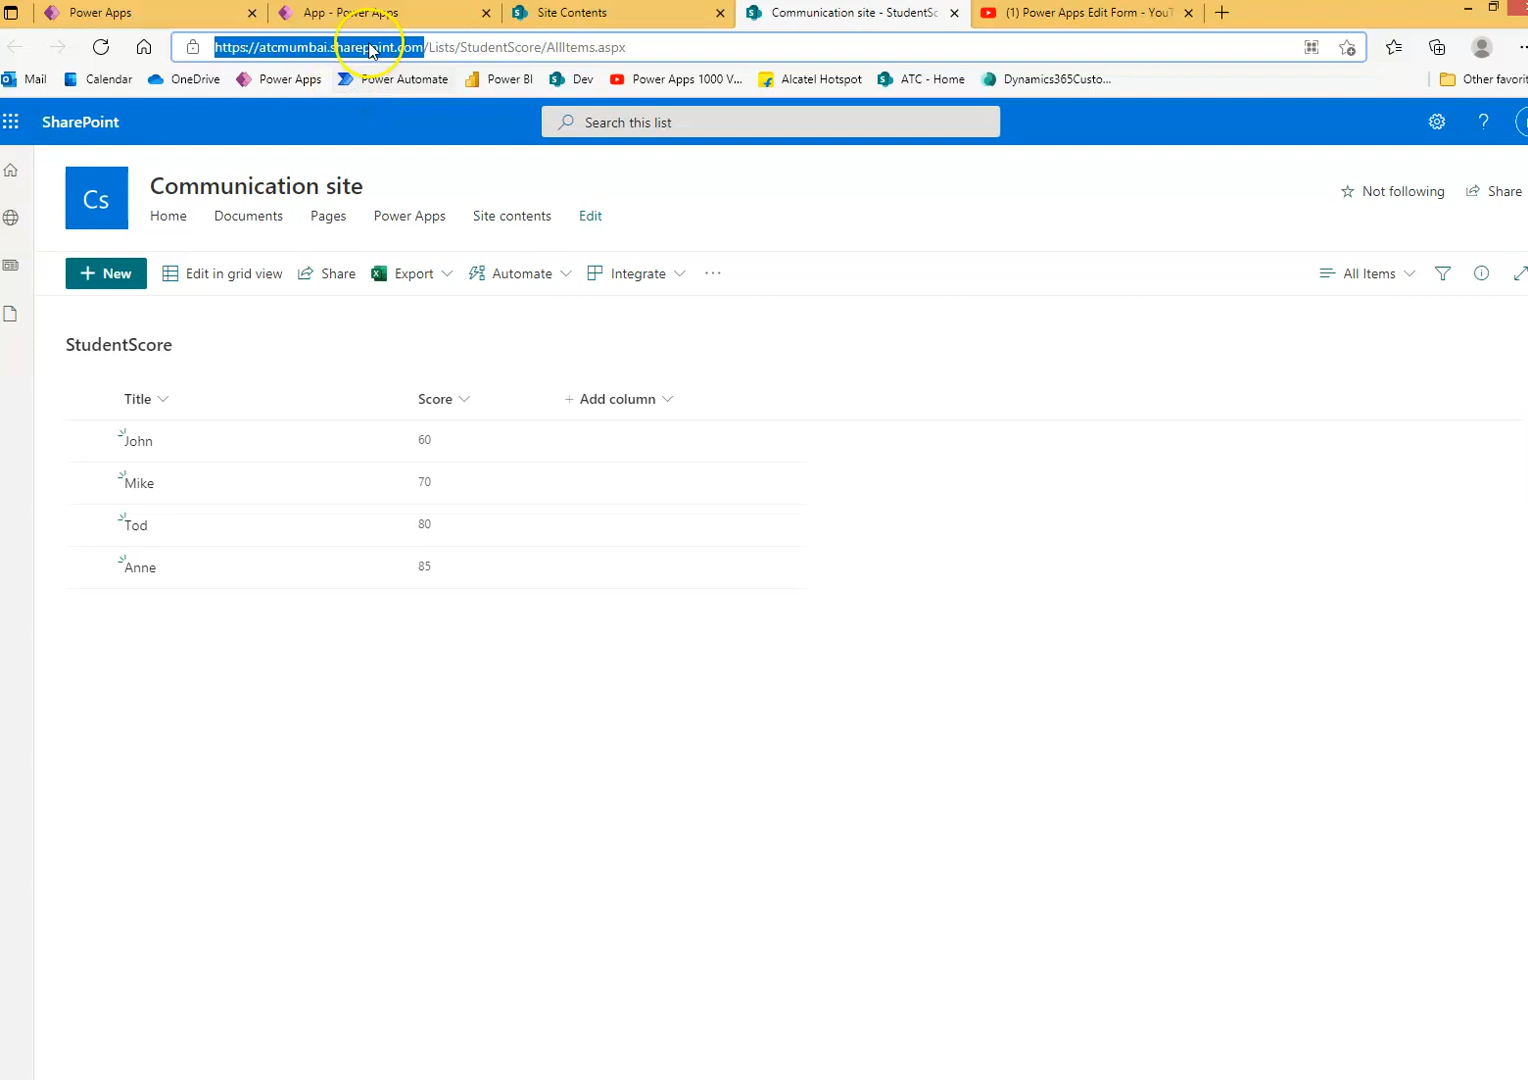 Power Apps
App - Power Apps
Site Contents
Communication site - StudentSc
(1) Power Apps Edit Form - YouT
https://atcmumbai.sharepoint.com/Lists/StudentScore/AllItems.aspx
Mail
Calendar
OneDrive
Power Apps
Power Automate
Power BI
Dev
Power Apps 1000 V...
Alcatel Hotspot
ATC - Home
Dynamics365Custo...
Other favorit
SharePoint
Search this list
Cs
Communication site
Not following
Share
Home
Documents
Pages
Power Apps
Site contents
Edit
+ New
Edit in grid view
Share
Export
Automate
Integrate
...
All Items
StudentScore
Title
Score
+ Add column
John
60
Mike
70
Tod
80
Anne
85